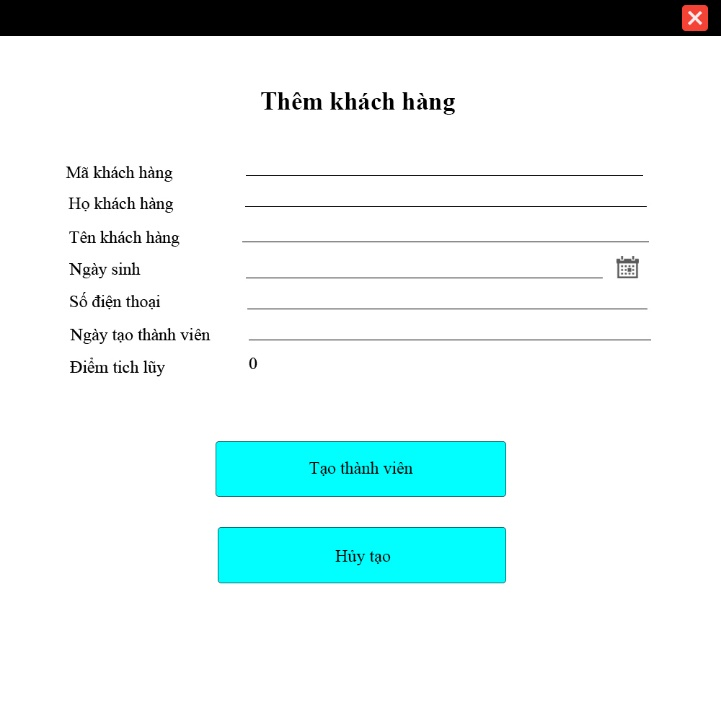 Thêm khách hàng
Mã khách hàng
Họ khách hàng
Tên khách hàng
Ngày sinh
Số điện thoại
Ngày tạo thành viên
Điểm tich lũy 0
Tạo thành viên
Hủy tạo